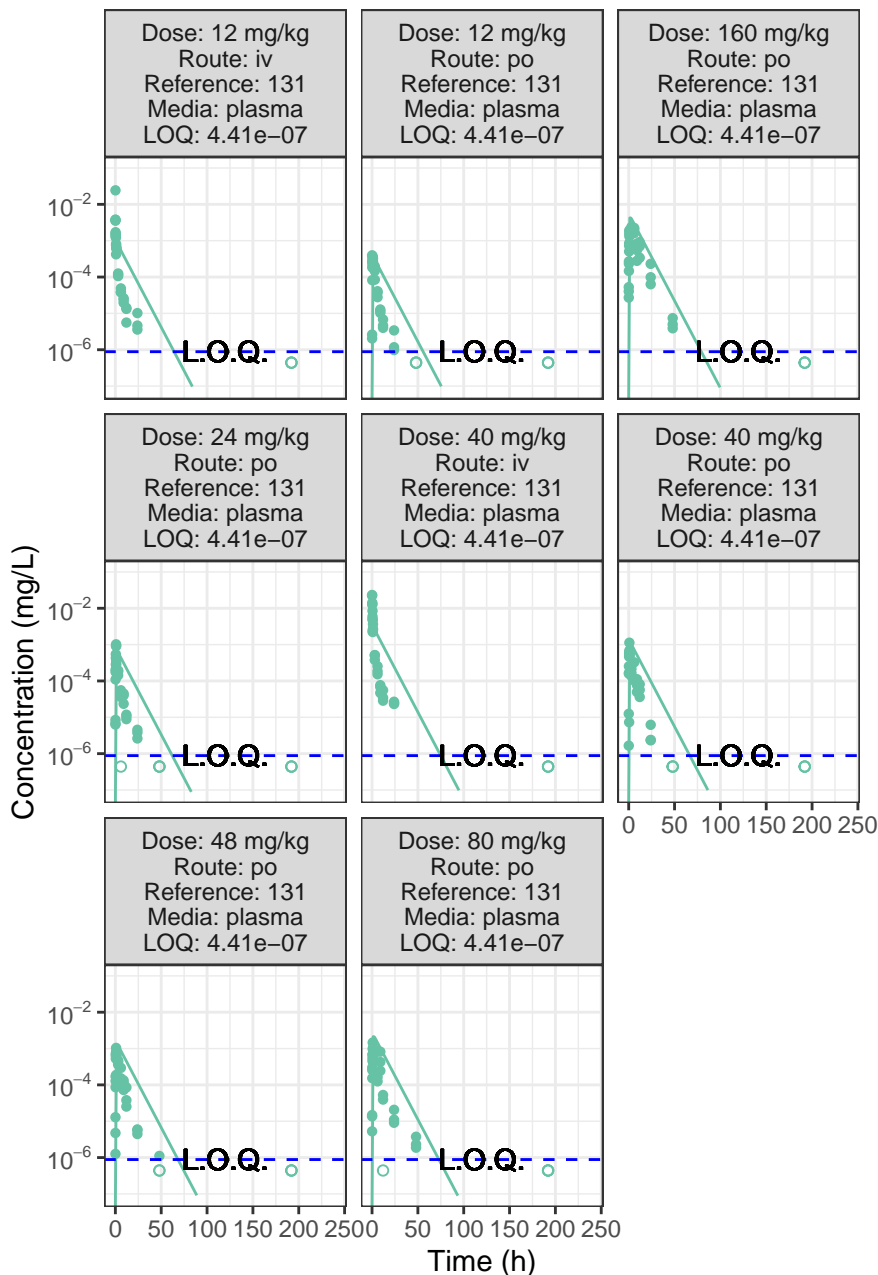 Dose: 12 mg/kg
Route: iv
Reference: 131
Media: plasma
LOQ: 4.41e−07
Dose: 12 mg/kg
Route: po
Reference: 131
Media: plasma
LOQ: 4.41e−07
Dose: 160 mg/kg
Route: po
Reference: 131
Media: plasma
LOQ: 4.41e−07
10⁻²
10⁻⁴
10⁻⁶
L.O.Q.
L.O.Q.
L.O.Q.
Dose: 24 mg/kg
Route: po
Reference: 131
Media: plasma
LOQ: 4.41e−07
Dose: 40 mg/kg
Route: iv
Reference: 131
Media: plasma
LOQ: 4.41e−07
Dose: 40 mg/kg
Route: po
Reference: 131
Media: plasma
LOQ: 4.41e−07
Concentration (mg/L)
10⁻²
10⁻⁴
10⁻⁶
L.O.Q.
L.O.Q.
L.O.Q.
0 50 100 150 200 250
Dose: 48 mg/kg
Route: po
Reference: 131
Media: plasma
LOQ: 4.41e−07
Dose: 80 mg/kg
Route: po
Reference: 131
Media: plasma
LOQ: 4.41e−07
10⁻²
10⁻⁴
10⁻⁶
L.O.Q.
L.O.Q.
0 50 100 150 200 250
0 50 100 150 200 250
Time (h)